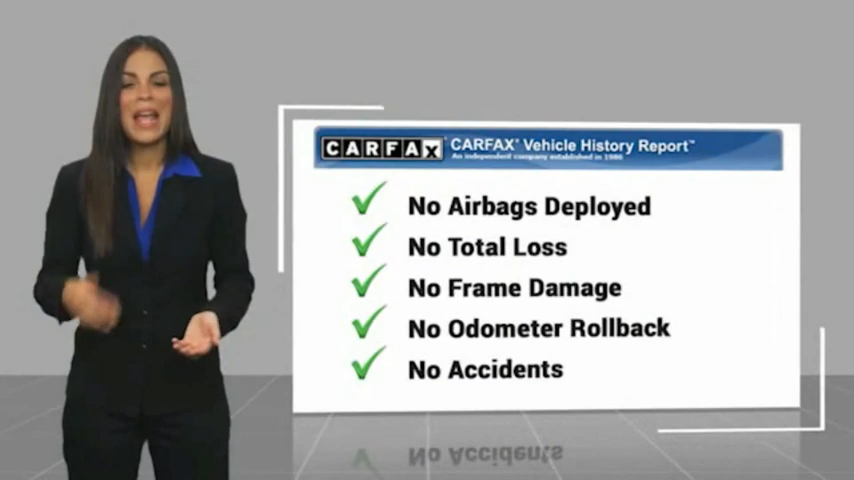 CARFAX CARFAX® Vehicle History Report™
An independent company established in 1986
No Airbags Deployed
No Total Loss
No Frame Damage
No Odometer Rollback
No Accidents
No Accidents